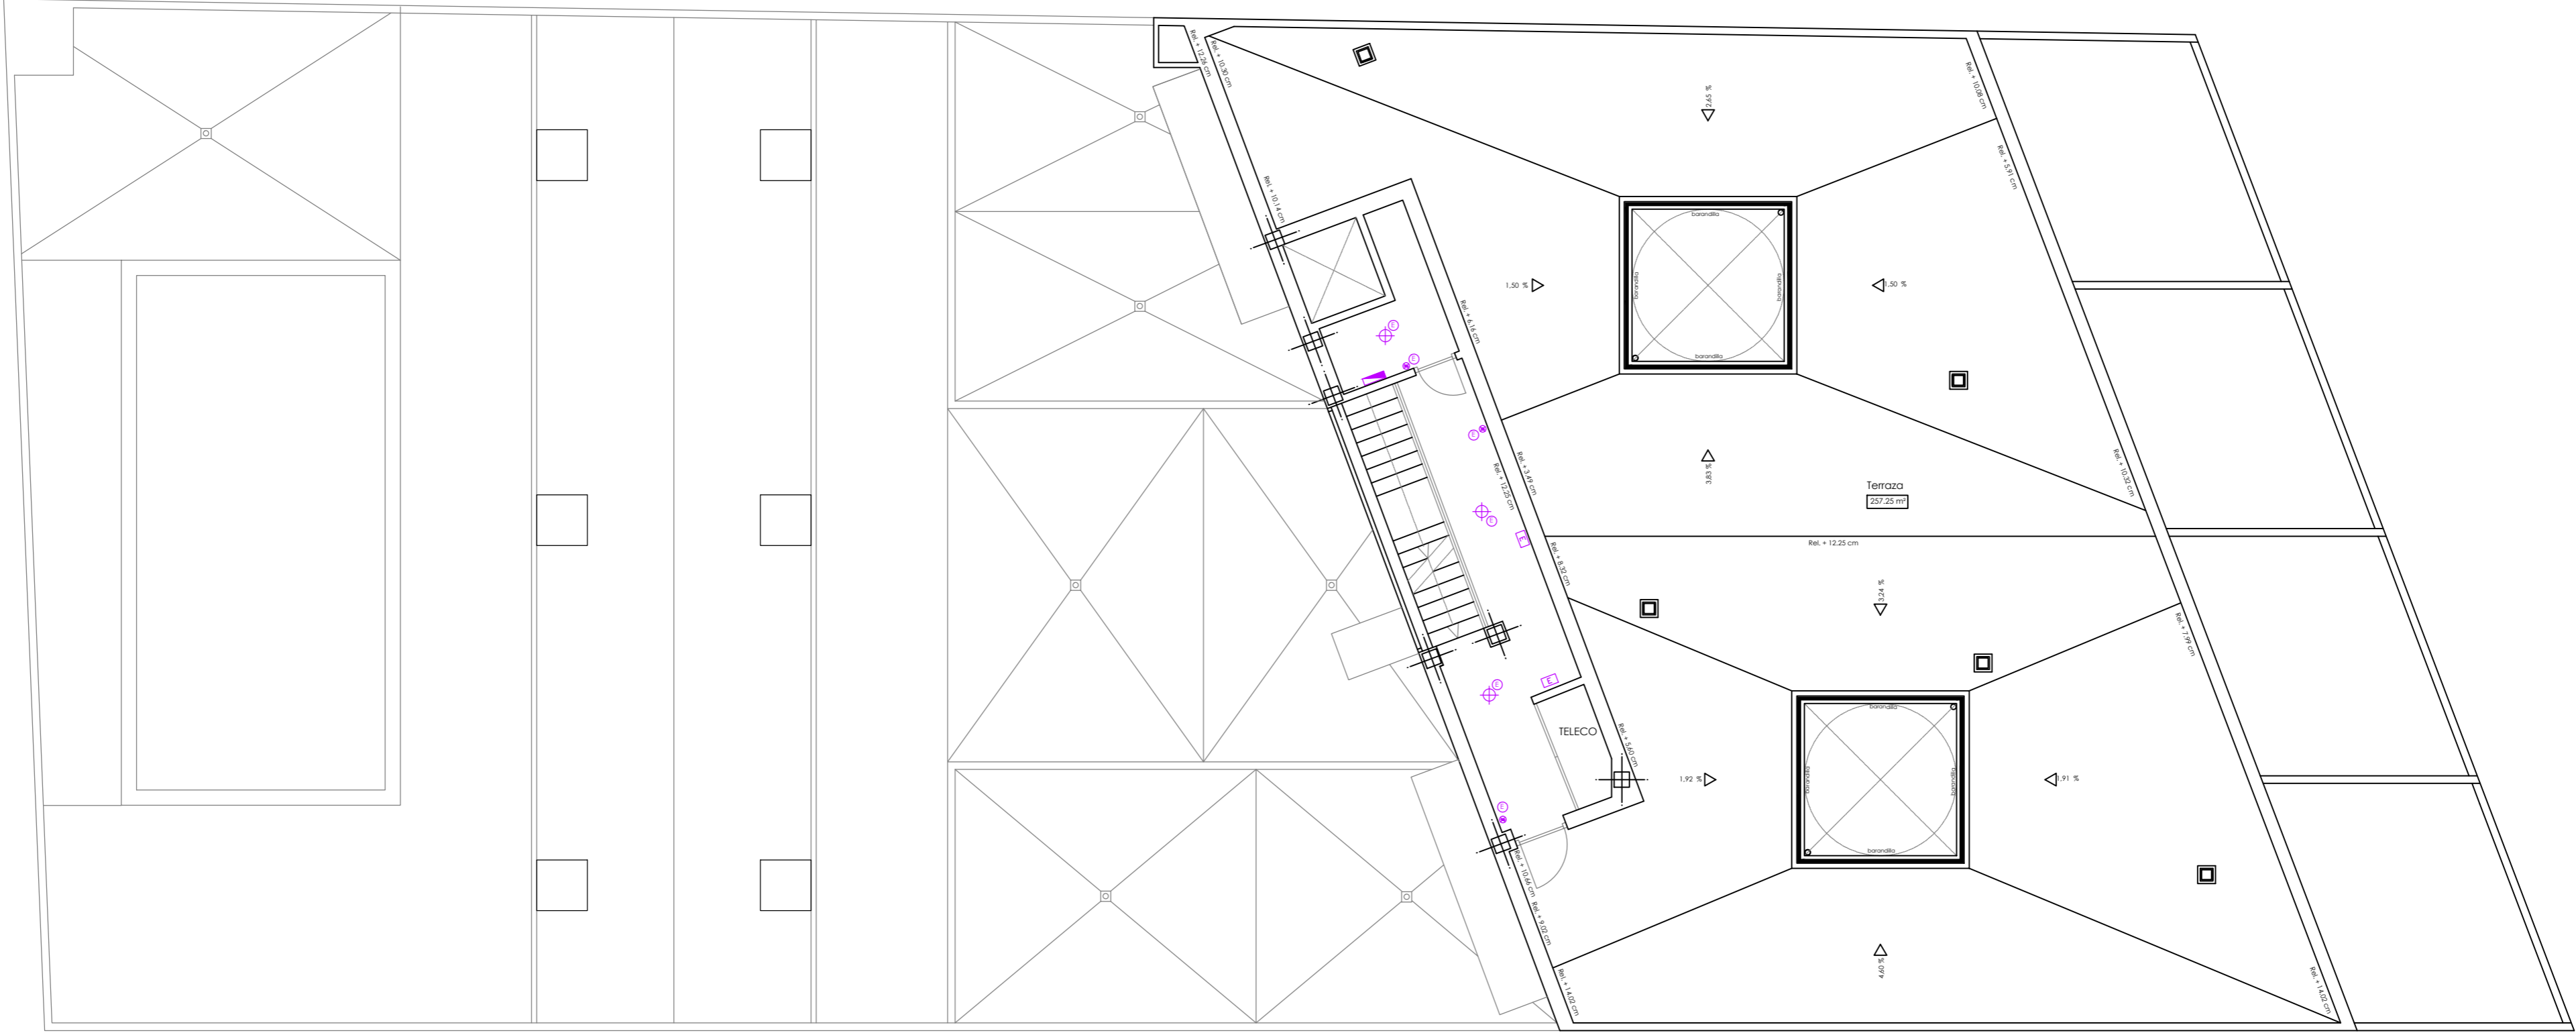 Rel. + 12.26 cm
Rel. + 10.30 cm
Rel. + 10.08 cm
2,65 %
Rel. + 5,91 cm
Rel. + 10.14 cm
barandilla
barandilla
barandilla
barandilla
1,50 %
1,50 %
Rel. + 6,16 cm
E
E
E
3,83 %
Rel. + 3,49 cm
Rel. + 12.25 cm
Rel. + 10.32 cm
Terraza
257.25 m²
E
E
Rel. + 12.25 cm
Rel. + 8.32 cm
3,24 %
Rel. + 7.99 cm
E
E
TELECO
Rel. + 5,60 cm
barandilla
barandilla
barandilla
barandilla
1,92 %
1,91 %
E
Rel. + 10.66 cm
Rel. + 9.02 cm
4,60 %
Rel. + 14.02 cm
Rel. + 14.02 cm